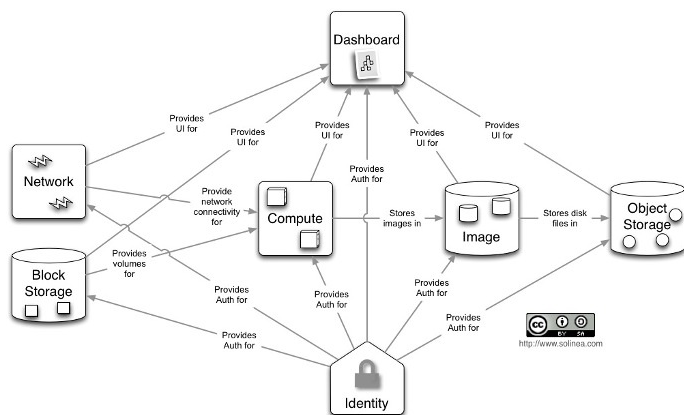 Dashboard
Provides
UI for
Provides
UI for
Provides
UI for
Provides
UI for
Provides
UI for
Provides
Auth for
Network
Provide
network
connectivity
for
Compute
Stores
images in
Image
Stores disk
files in
Object
Storage
Block
Storage
Provides
volumes
for
Provides
Auth for
Provides
Auth for
Provides
Auth for
Provides
Auth for
Provides
Auth for
cc
BY SA
http://www.solinea.com
Identity